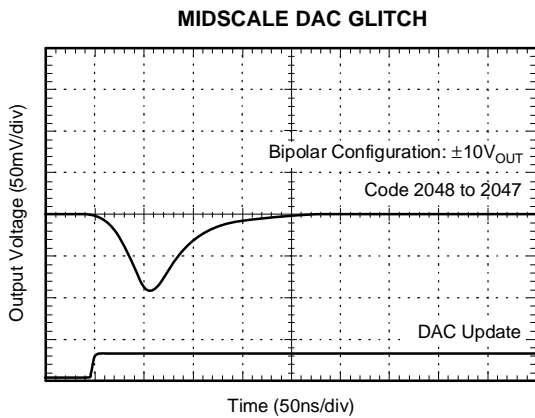 MIDSCALE DAC GLITCH
Output Voltage (50mV/div)
Bipolar Configuration: ±10V_OUT
Code 2048 to 2047
DAC Update
Time (50ns/div)